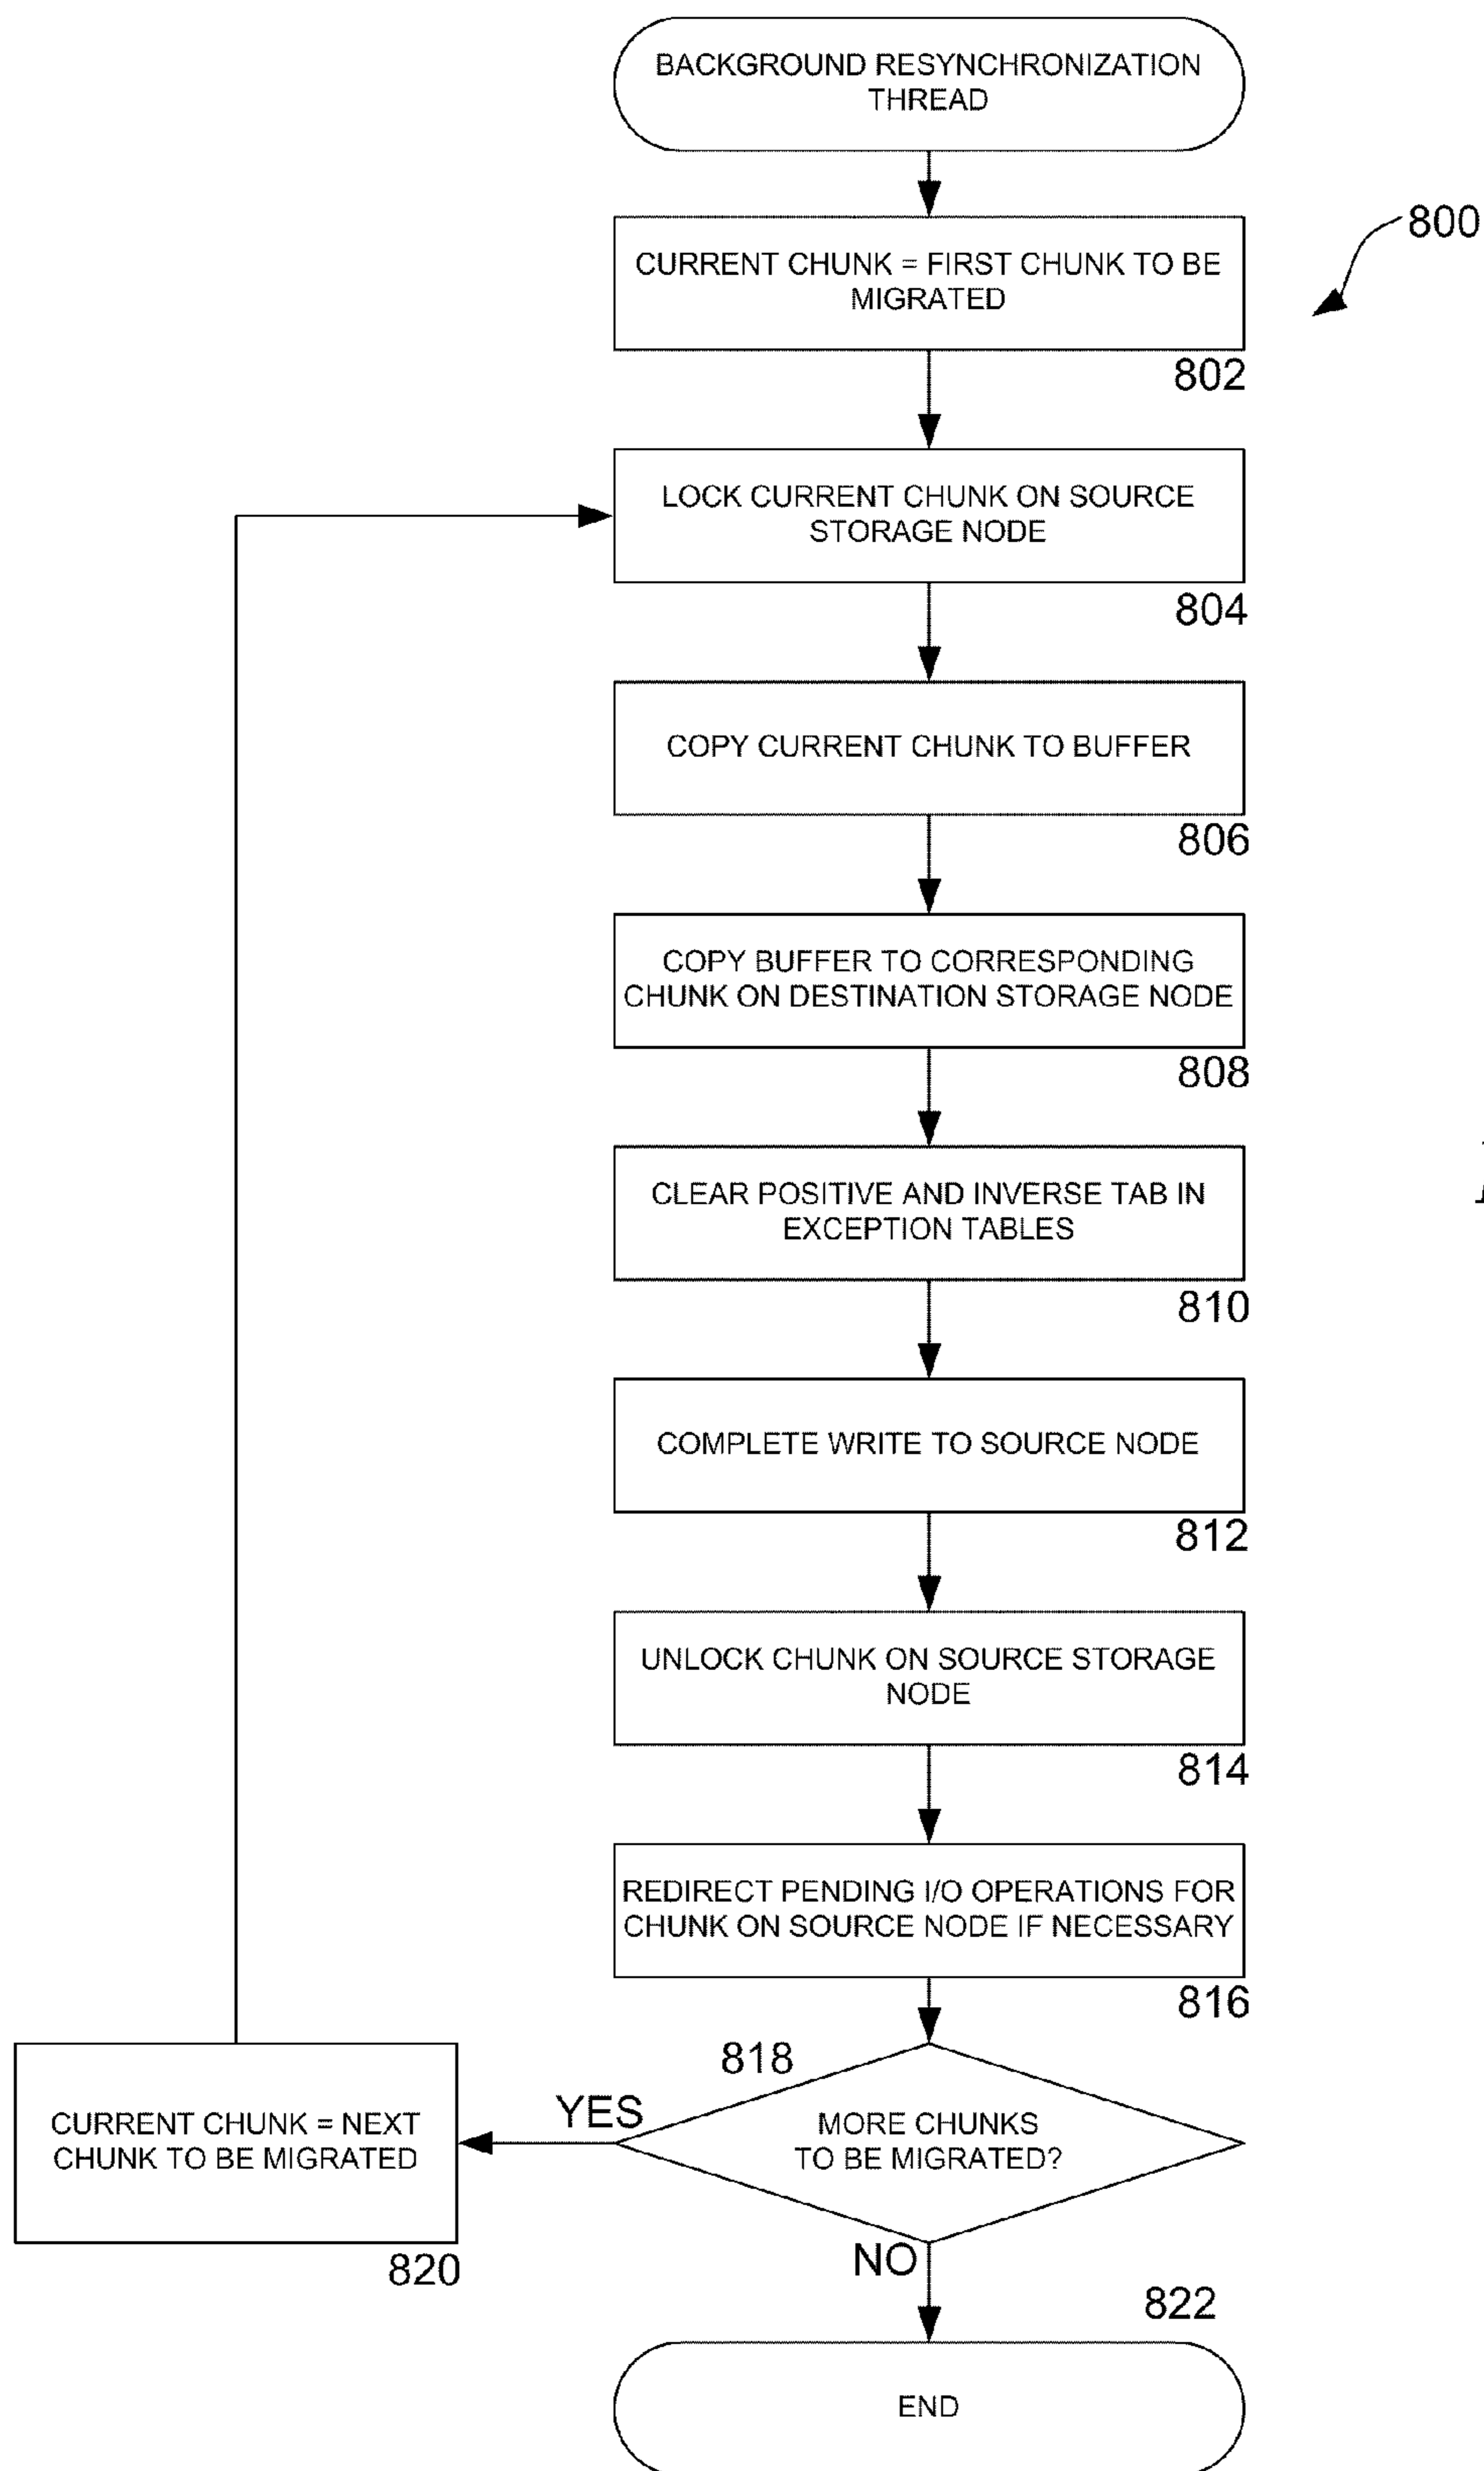 BACKGROUND RESYNCHRONIZATION
THREAD
800
CURRENT CHUNK = FIRST CHUNK TO BE
MIGRATED
802
LOCK CURRENT CHUNK ON SOURCE
STORAGE NODE
804
COPY CURRENT CHUNK TO BUFFER
806
COPY BUFFER TO CORRESPONDING
CHUNK ON DESTINATION STORAGE NODE
808
CLEAR POSITIVE AND INVERSE TAB IN
EXCEPTION TABLES
810
COMPLETE WRITE TO SOURCE NODE
812
UNLOCK CHUNK ON SOURCE STORAGE
NODE
814
REDIRECT PENDING I/O OPERATIONS FOR
CHUNK ON SOURCE NODE IF NECESSARY
816
818
MORE CHUNKS
TO BE MIGRATED?
YES
CURRENT CHUNK = NEXT
CHUNK TO BE MIGRATED
820
NO
822
END